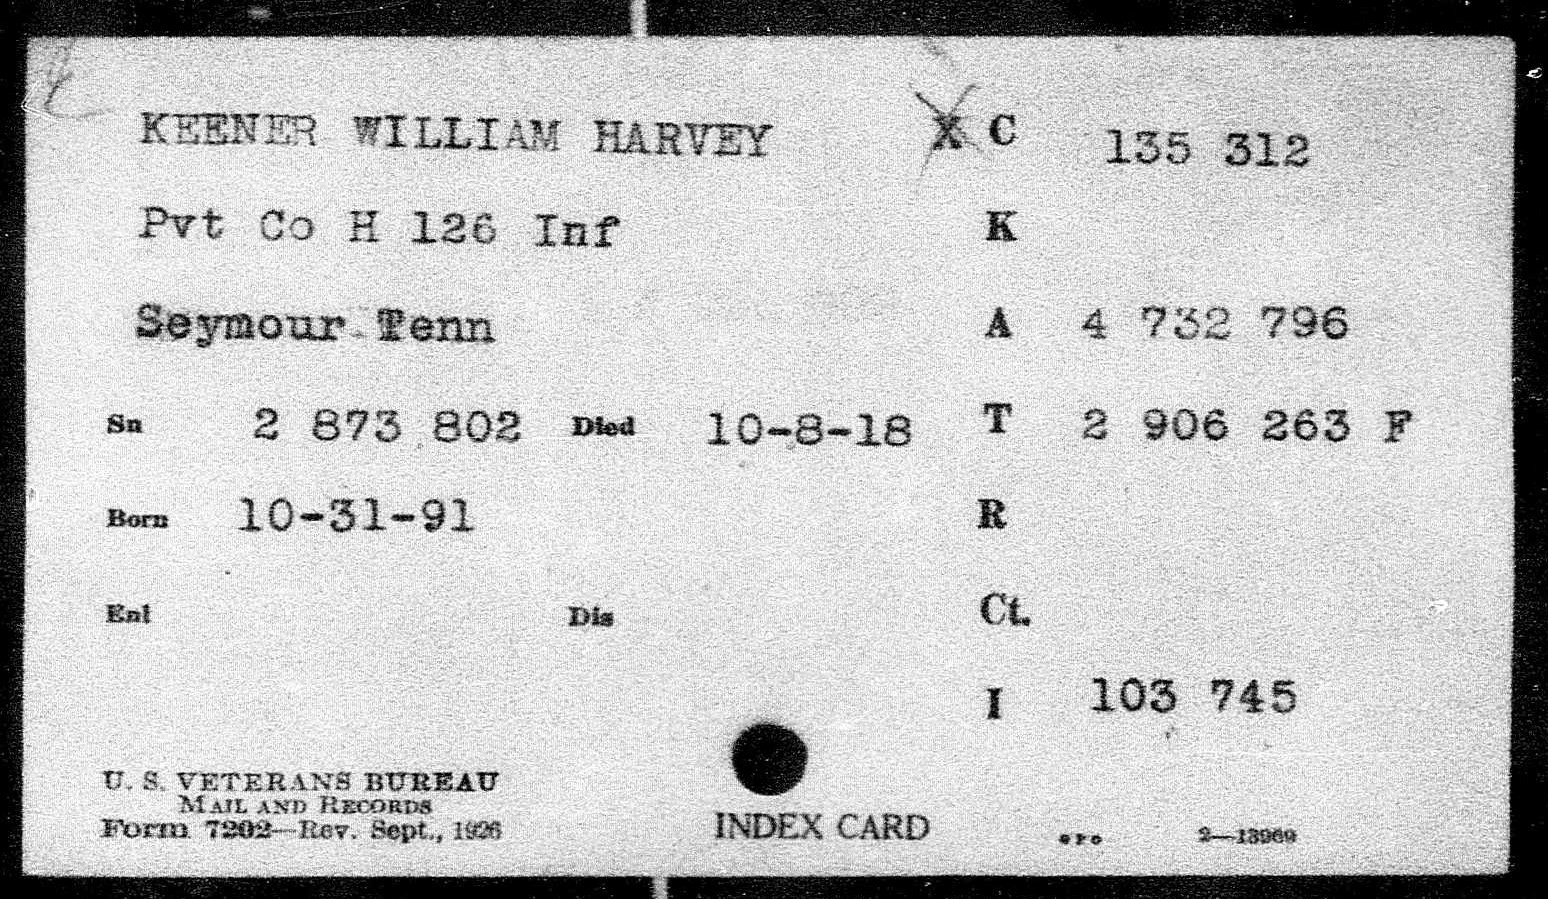 KEENER WILLIAM HARVEY X C 135 312
Pvt Co H 126 Inf K
Seymour Tenn A 4 732 796
Sn 2 873 802 Died 10-8-18 T 2 906 263 F
Born 10-31-91 R
Enl Dis Ct.
I 103 745
U. S. VETERANS BUREAU
MAIL AND RECORDS
Form 7202—Rev. Sept., 1926 INDEX CARD GPO 2—13969